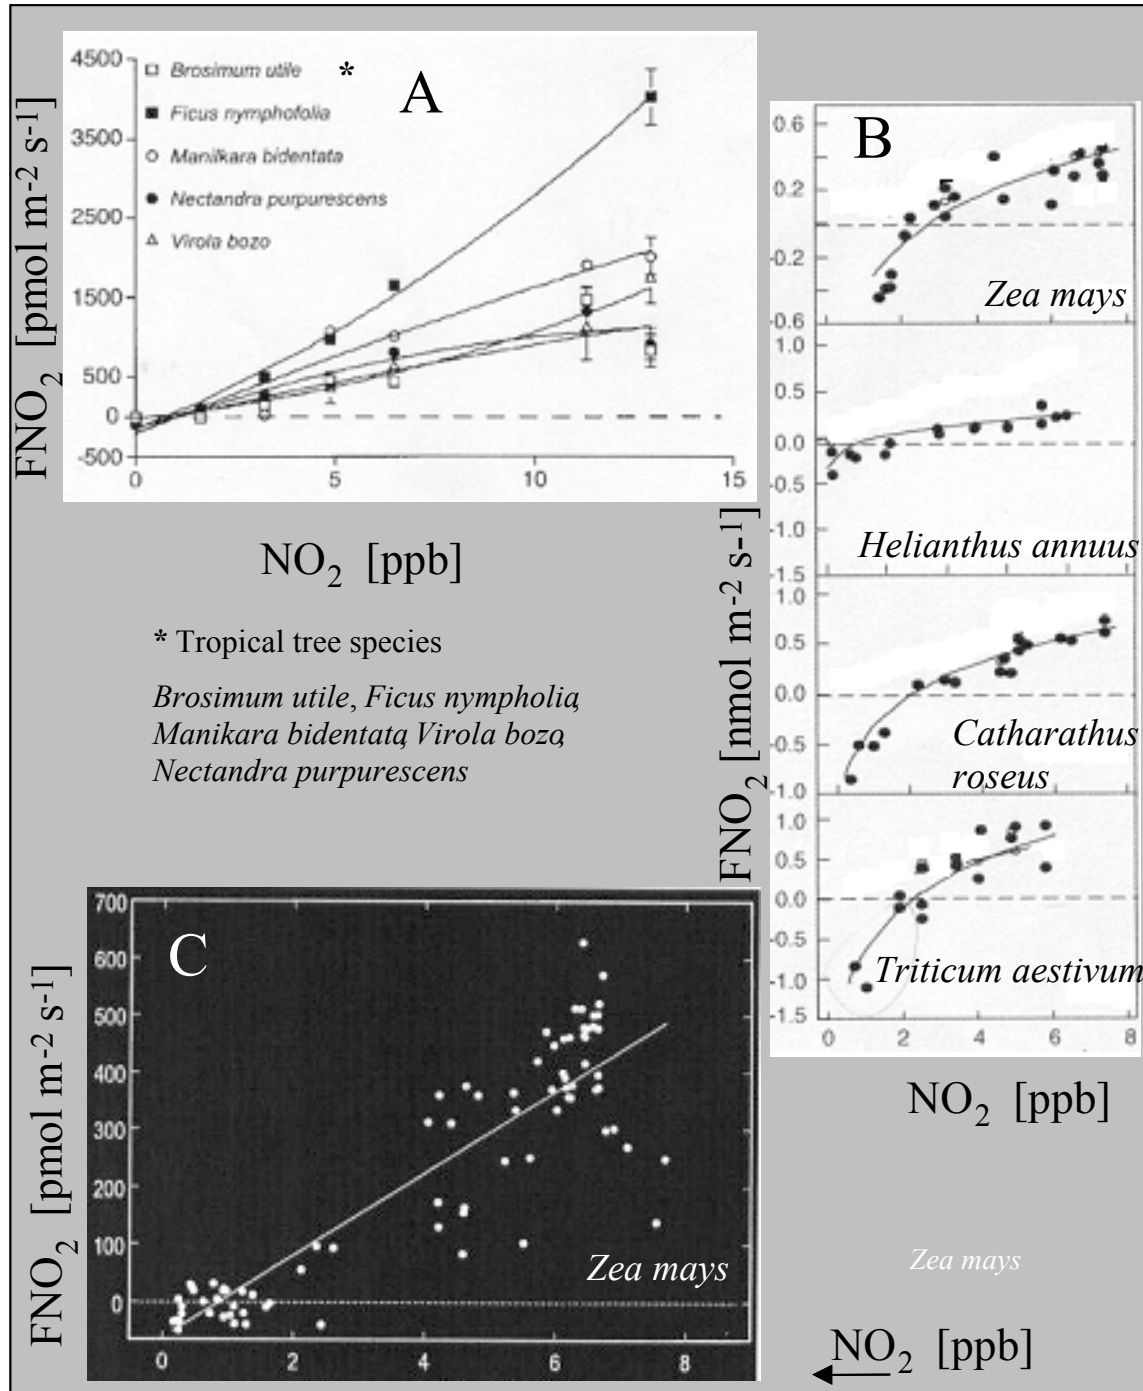 A
FNO2 [pmol m-2 s-1]
4500
3500
2500
1500
500
0
-500
Brosimum utile *
Ficus nymphofolia
Manilkara bidentata
Nectandra purpurescens
Virola bozo
0 5 10 15
NO2 [ppb]
* Tropical tree species
Brosimum utile, Ficus nympholia,
Manikara bidentata, Virola bozo,
Nectandra purpurescens
B
FNO2 [nmol m-2 s-1]
0.6
0.2
-0.2
-0.6
Zea mays
1.0
0.5
0.0
-0.5
-1.0
-1.5
Helianthus annuus
0.5
0.0
-0.5
-1.0
Catharathus
roseus
1.0
0.5
0.0
-0.5
-1.0
-1.5
Triticum aestivum
0 2 4 6 8
NO2 [ppb]
C
FNO2 [pmol m-2 s-1]
700
600
500
400
300
200
100
0
Zea mays
0 2 4 6 8
Zea mays
NO2 [ppb]